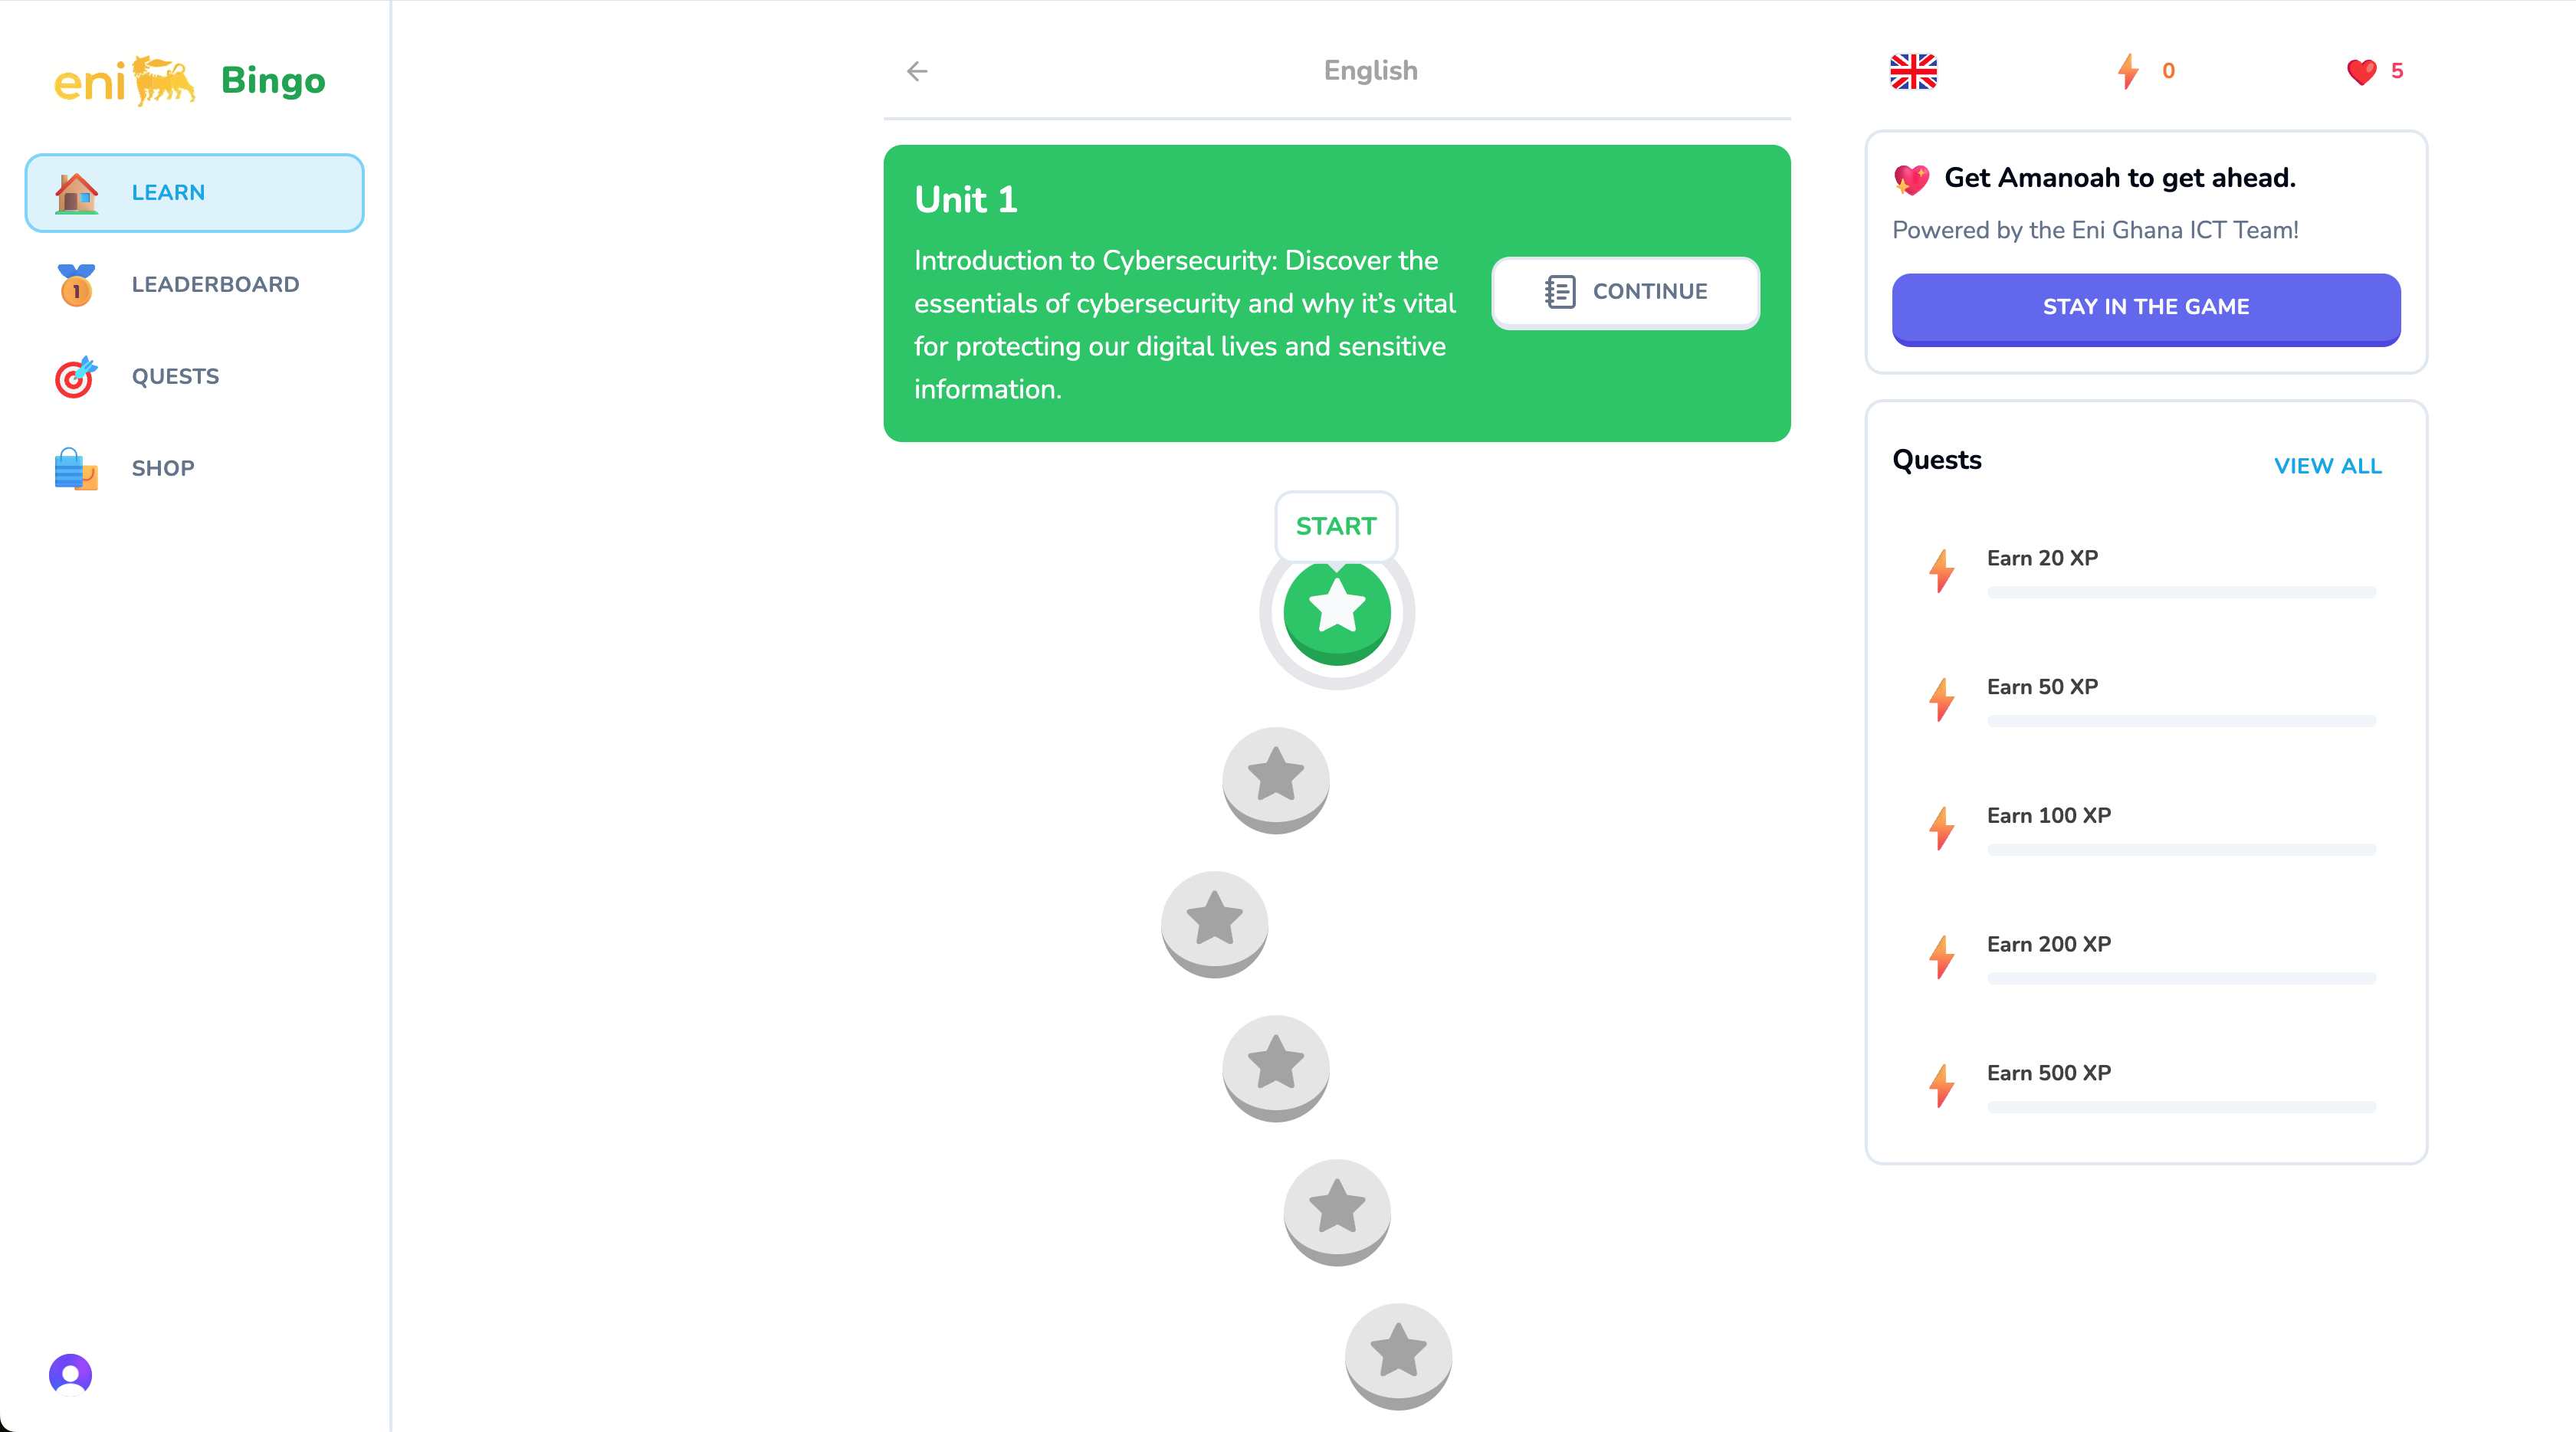 eni Bingo
LEARN
LEADERBOARD
1
QUESTS
SHOP
English
Unit 1
Introduction to Cybersecurity: Discover the
essentials of cybersecurity and why it’s vital
for protecting our digital lives and sensitive
information.
CONTINUE
START
0
5
Get Amanoah to get ahead.
Powered by the Eni Ghana ICT Team!
STAY IN THE GAME
Quests
VIEW ALL
Earn 20 XP
Earn 50 XP
Earn 100 XP
Earn 200 XP
Earn 500 XP